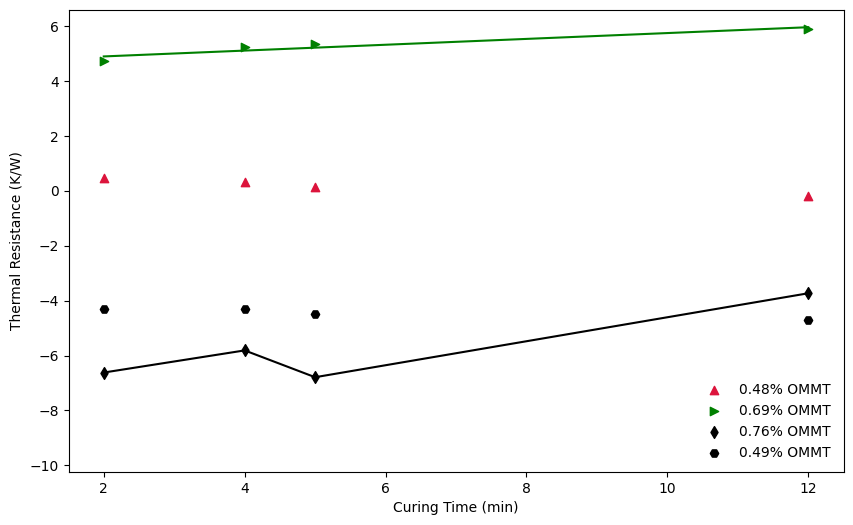 6
4
2
0
−2
−4
−6
−8
−10
Thermal Resistance (K/W)
0.48% OMMT
0.69% OMMT
0.76% OMMT
0.49% OMMT
2 4 6 8 10 12
Curing Time (min)